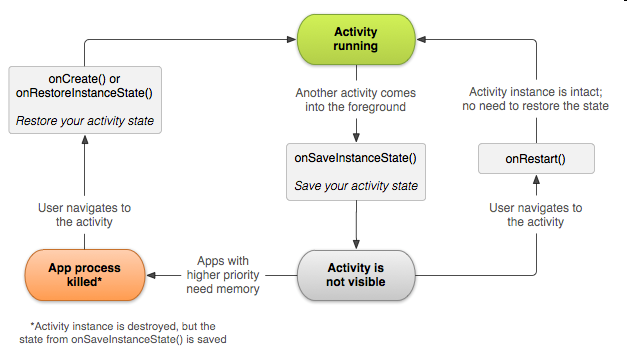 Activity
running
onCreate() or
onRestoreInstanceState()
Restore your activity state
Another activity comes
into the foreground
Activity instance is intact;
no need to restore the state
onSaveInstanceState()
Save your activity state
onRestart()
User navigates to
the activity
User navigates to
the activity
App process
killed*
Apps with
higher priority
need memory
Activity is
not visible
*Activity instance is destroyed, but the
state from onSaveInstanceState() is saved